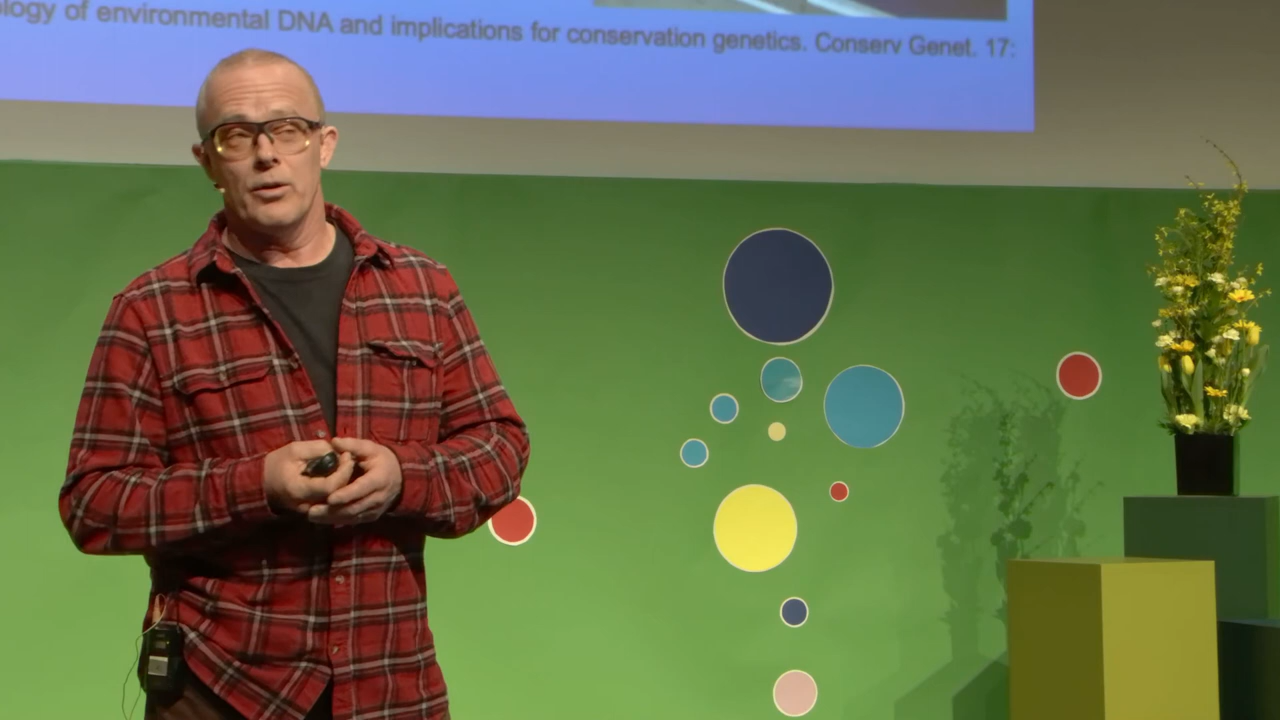 ology of environmental DNA and implications for conservation genetics. Conserv Genet. 17: